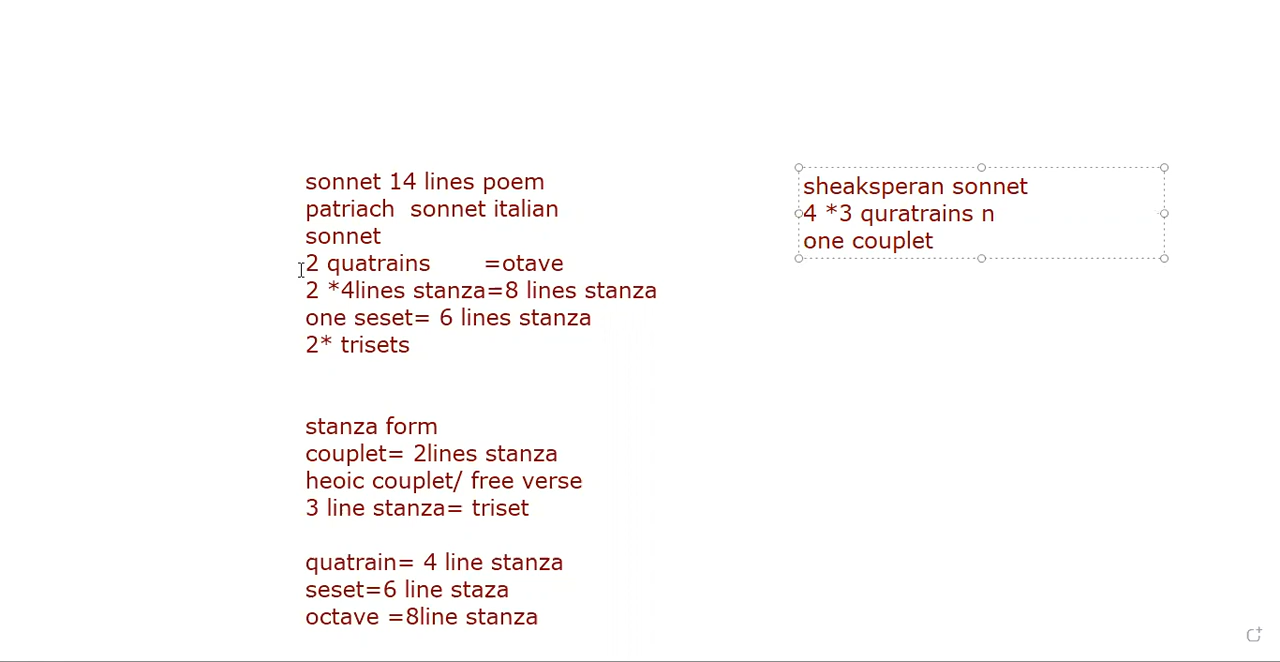 sonnet 14 lines poem
patriach  sonnet italian
sonnet
2 quatrains       =otave
2 *4lines stanza=8 lines stanza
one seset= 6 lines stanza
2* trisets
stanza form
couplet= 2lines stanza
heoic couplet/ free verse
3 line stanza= triset
quatrain= 4 line stanza
seset=6 line staza
octave =8line stanza
sheaksperan sonnet
4 *3 quratrains n
one couplet